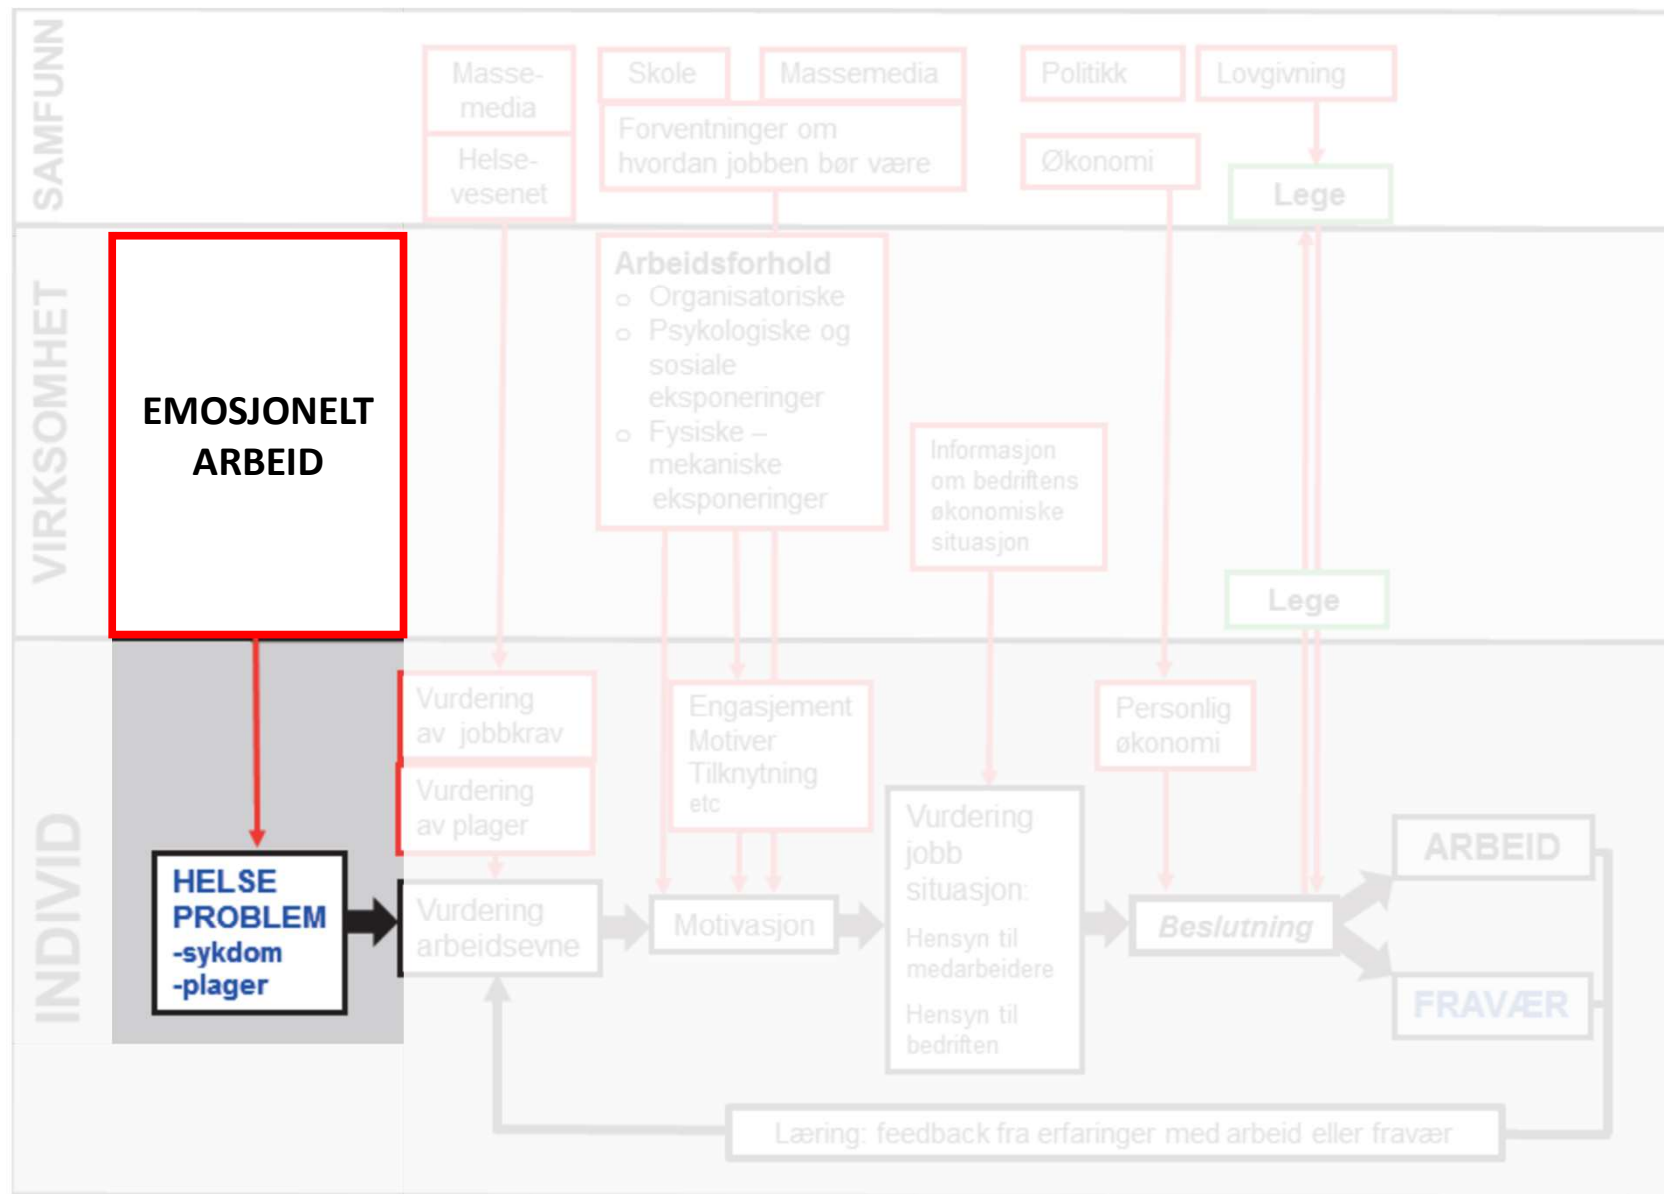 SAMFUNN
Masse-
media
Helse-
vesenet
Skole
Massemedia
Forventninger om
hvordan jobben bør være
Politikk
Lovgivning
Økonomi
Lege
VIRKSOMHET
EMOSJONELT
ARBEID
Arbeidsforhold
o Organisatoriske
o Psykologiske og
sosiale
eksponeringer
o Fysiske –
mekaniske
eksponeringer
Informasjon
om bedriftens
økonomiske
situasjon
Lege
INDIVID
HELSE
PROBLEM
-sykdom
-plager
Vurdering
av jobbkrav
Vurdering
av plager
Vurdering
arbeidsevne
Engasjement
Motiver
Tilknytning
etc
Motivasjon
Vurdering
jobb
situasjon:
Hensyn til
medarbeidere
Hensyn til
bedriften
Personlig
økonomi
Beslutning
ARBEID
FRAVÆR
Læring: feedback fra erfaringer med arbeid eller fravær